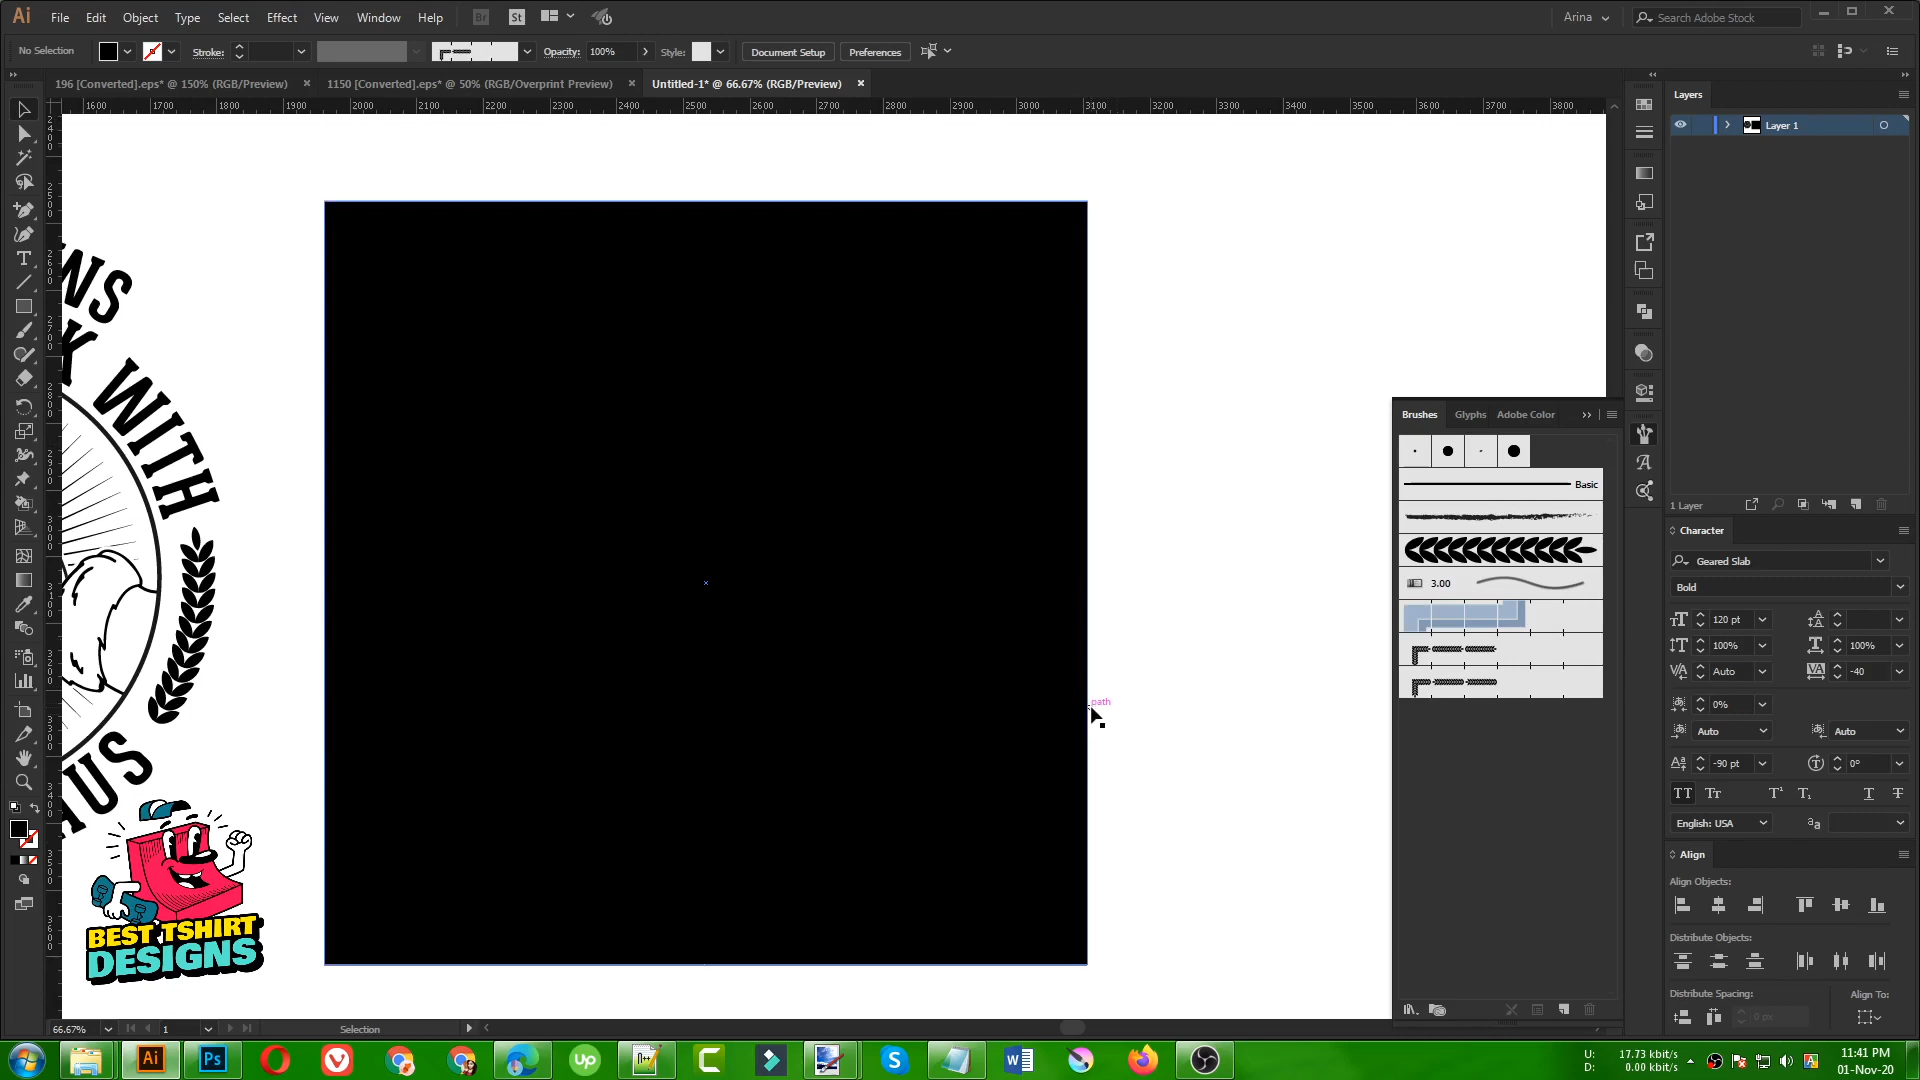 Ai File Edit Object Type Select Effect View Window Help Br St Arina Search Adobe Stock
No Selection Stroke: Opacity: 100% Style: Document Setup Preferences
196 [Converted].eps* @ 150% (RGB/Preview) × 1150 [Converted].eps* @ 50% (RGB/Overprint Preview) × Untitled-1* @ 66.67% (RGB/Preview) ×
1600 1700 1800 1900 2000 2100 2200 2300 2400 2500 2600 2700 2800 2900 3000 3100 3200 3300 3400 3500 3600 3700 3800
Layers
Layer 1
WITH
path
BEST TSHIRT
DESIGNS
Brushes Glyphs Adobe Color
Basic
3.00
1 Layer
Character
Geared Slab
Bold
120 pt
100% 100%
Auto -40
0%
Auto Auto
-90 pt 0°
English: USA
Align
Align Objects:
Distribute Objects:
Distribute Spacing: Align To:
0 px
66.67% 1 Selection
Ai Ps Up
U: 17.73 kbit/s
D: 0.00 kbit/s
11:41 PM
01-Nov-20